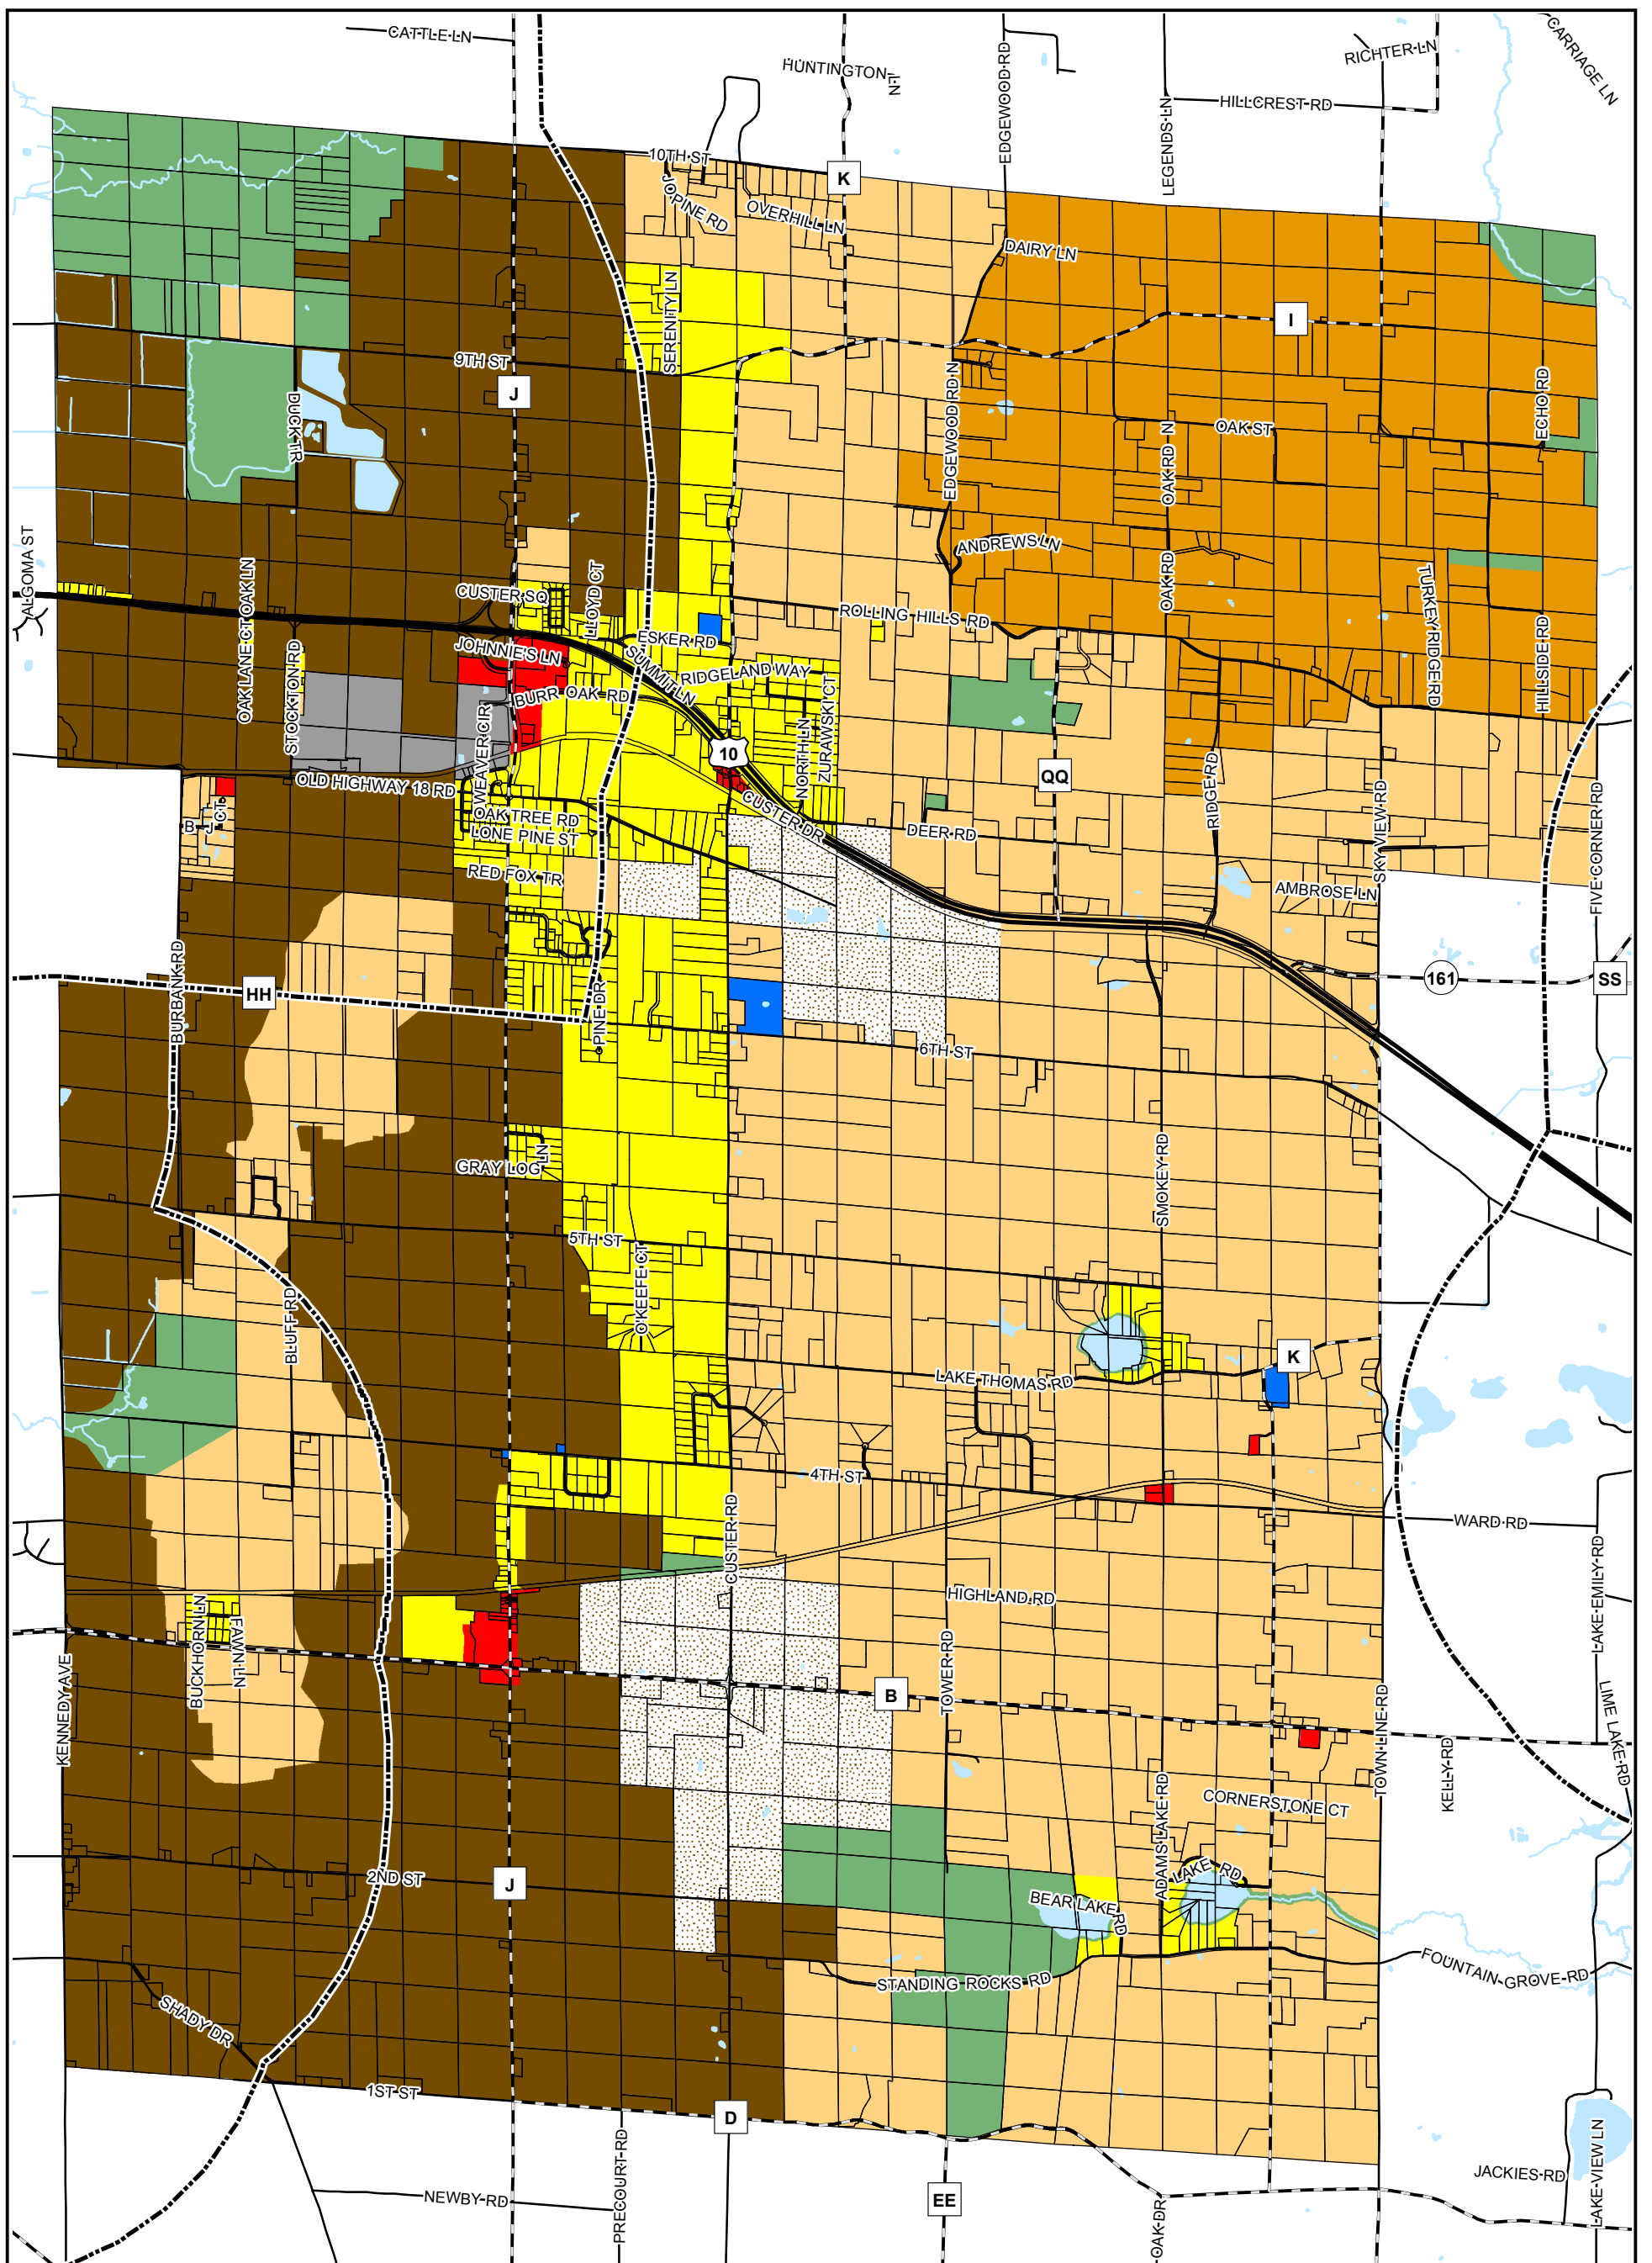 CATTLE LN
HUNTINGTON LN
EDGEWOOD RD
LEGENDS LN
RICHTER LN
CARRIAGE LN
HILLCREST RD
10TH ST
K
JO PINE RD
OVERHILL LN
DAIRY LN
SERENITY LN
I
9TH ST
J
DUCK TR
EDGEWOOD RD N
OAK RD N
OAK ST
ECHO RD
ANDREWS LN
ALGOMA ST
OAK LANE CT
OAK LN
CUSTER SQ
LLOYD CT
OAK RD
TURKEY RIDGE RD
ROLLING HILLS RD
ESKER RD
JOHNNIE'S LN
SUMMIT LN
RIDGELAND WAY
STOCKTON RD
BURR OAK RD
ZURAWSKI CT
HILLSIDE RD
WEAVER CIR
NORTH LN
10
QQ
OLD HIGHWAY 18 RD
RIDGE RD
SKY VIEW RD
FIVE CORNER RD
B J CT
OAK TREE RD
CUSTER DR
DEER RD
LONE PINE ST
RED FOX TR
AMBROSE LN
BURBANK RD
HH
161
SS
PINE DR
6TH ST
GRAY LOG LN
SMOKEY RD
5TH ST
O'KEEFE CT
BLUFF RD
K
LAKE THOMAS RD
4TH ST
CUSTER RD
WARD RD
LAKE EMILY RD
HIGHLAND RD
BUCKHORN LN
FAWN LN
KENNEDY AVE
TOWER RD
B
TOWN LINE RD
LIME LAKE RD
KELLY RD
CORNERSTONE CT
ADAMS LAKE RD
2ND ST
J
LAKE RD
BEAR LAKE RD
STANDING ROCKS RD
FOUNTAIN GROVE RD
SHADY DR
1ST ST
D
PRECOURT RD
NEWBY RD
EE
OAK DR
JACKIES RD
LAKE VIEW LN